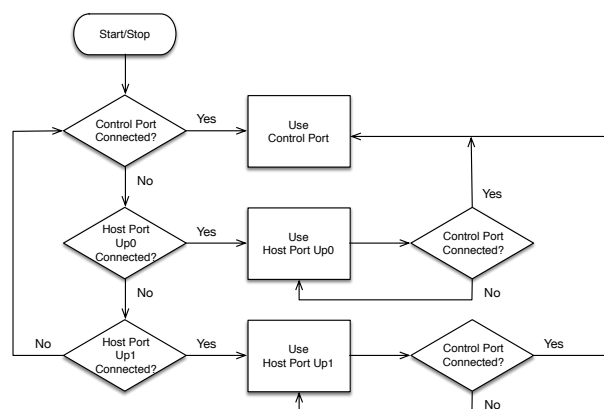 Start/Stop
Control Port
Connected?
Yes
Use
Control Port
No
Yes
Host Port
Up0
Connected?
Yes
Use
Host Port Up0
Control Port
Connected?
No
No
Host Port
Up1
Connected?
No
Yes
Use
Host Port Up1
Control Port
Connected?
Yes
No